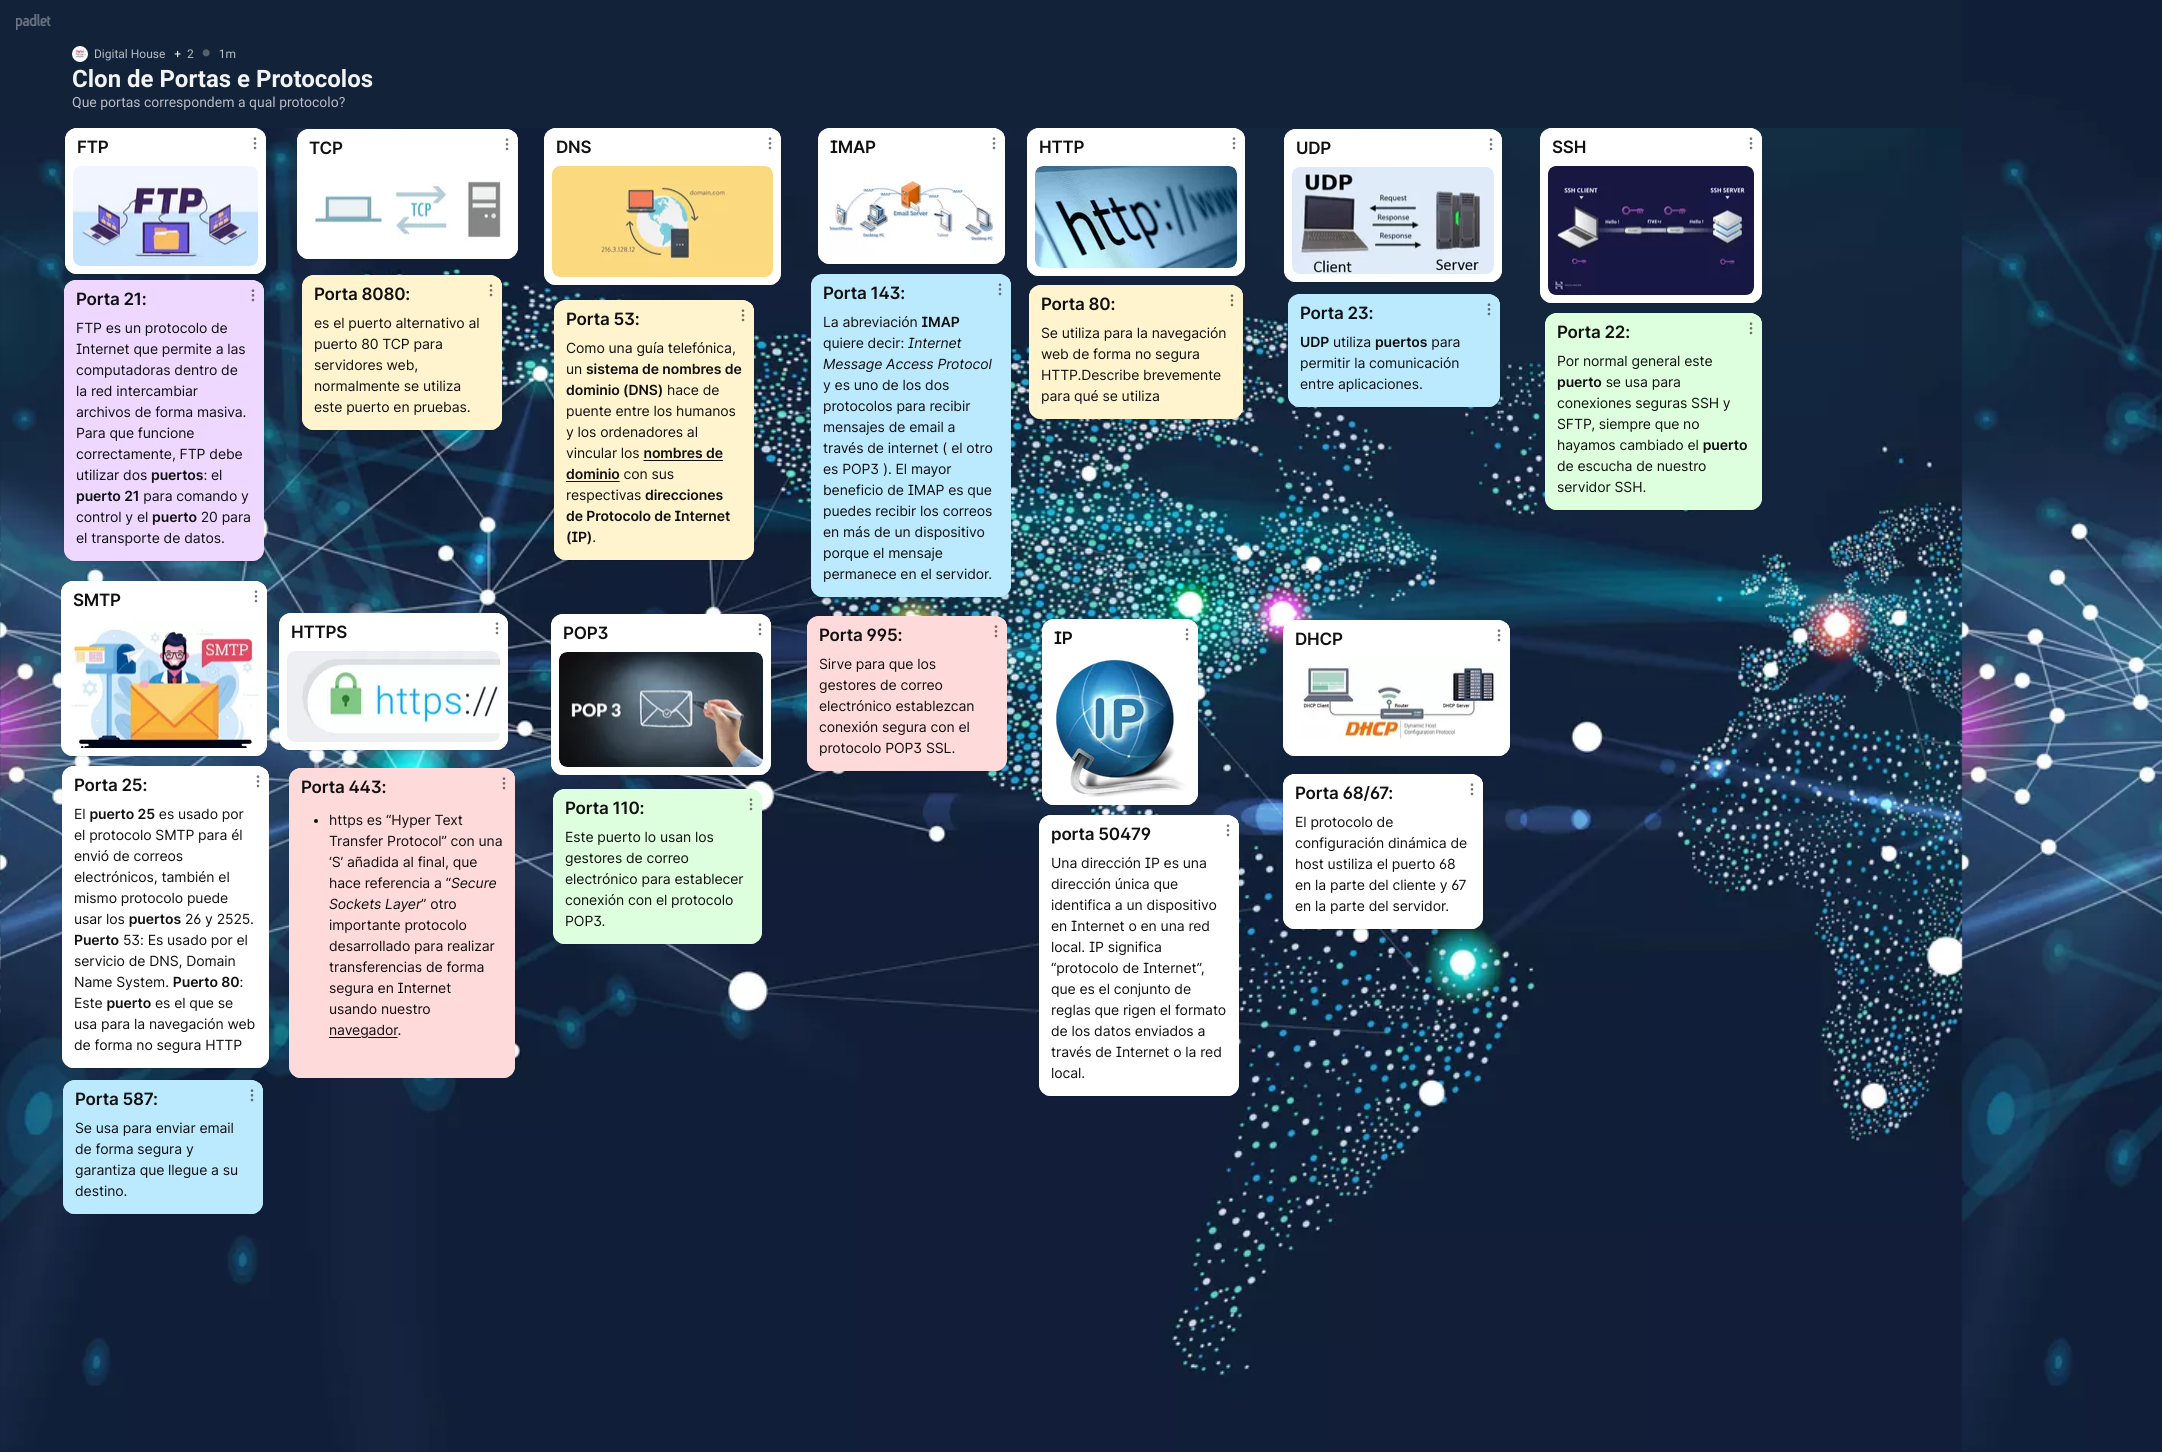 padlet
Digital House + 2 1m
Clon de Portas e Protocolos
Que portas correspondem a qual protocolo?
FTP
FTP
Porta 21:
FTP es un protocolo de
Internet que permite a las
computadoras dentro de
la red intercambiar
archivos de forma masiva.
Para que funcione
correctamente, FTP debe
utilizar dos puertos: el
puerto 21 para comando y
control y el puerto 20 para
el transporte de datos.
TCP
TCP
Porta 8080:
es el puerto alternativo al
puerto 80 TCP para
servidores web,
normalmente se utiliza
este puerto en pruebas.
DNS
domain.com
216.3.128.12
Porta 53:
Como una guía telefónica,
un sistema de nombres de
dominio (DNS) hace de
puente entre los humanos
y los ordenadores al
vincular los nombres de
dominio con sus
respectivas direcciones
de Protocolo de Internet
(IP).
IMAP
IMAP
IMAP
IMAP
IMAP
Email Server
Smartphone
Desktop PC
Tablet
Desktop PC
Porta 143:
La abreviación IMAP
quiere decir: Internet
Message Access Protocol
y es uno de los dos
protocolos para recibir
mensajes de email a
través de internet ( el otro
es POP3 ). El mayor
beneficio de IMAP es que
puedes recibir los correos
en más de un dispositivo
porque el mensaje
permanece en el servidor.
HTTP
http://www
Porta 80:
Se utiliza para la navegación
web de forma no segura
HTTP.Describe brevemente
para qué se utiliza
UDP
UDP
Request
Response
Response
Client
Server
Porta 23:
UDP utiliza puertos para
permitir la comunicación
entre aplicaciones.
SSH
SSH CLIENT
SSH SERVER
Hello !
Hello !
Porta 22:
Por normal general este
puerto se usa para
conexiones seguras SSH y
SFTP, siempre que no
hayamos cambiado el puerto
de escucha de nuestro
servidor SSH.
SMTP
SMTP
Porta 25:
El puerto 25 es usado por
el protocolo SMTP para él
envió de correos
electrónicos, también el
mismo protocolo puede
usar los puertos 26 y 2525.
Puerto 53: Es usado por el
servicio de DNS, Domain
Name System. Puerto 80:
Este puerto es el que se
usa para la navegación web
de forma no segura HTTP
Porta 587:
Se usa para enviar email
de forma segura y
garantiza que llegue a su
destino.
HTTPS
https://
Porta 443:
• https es “Hyper Text
Transfer Protocol” con una
‘S’ añadida al final, que
hace referencia a “Secure
Sockets Layer” otro
importante protocolo
desarrollado para realizar
transferencias de forma
segura en Internet
usando nuestro
navegador.
POP3
POP 3
Porta 110:
Este puerto lo usan los
gestores de correo
electrónico para establecer
conexión con el protocolo
POP3.
Porta 995:
Sirve para que los
gestores de correo
electrónico establezcan
conexión segura con el
protocolo POP3 SSL.
IP
IP
porta 50479
Una dirección IP es una
dirección única que
identifica a un dispositivo
en Internet o en una red
local. IP significa
“protocolo de Internet”,
que es el conjunto de
reglas que rigen el formato
de los datos enviados a
través de Internet o la red
local.
DHCP
DHCP Client
Router
DHCP Server
DHCP Dynamic Host
Configuration Protocol
Porta 68/67:
El protocolo de
configuración dinámica de
host ustiliza el puerto 68
en la parte del cliente y 67
en la parte del servidor.